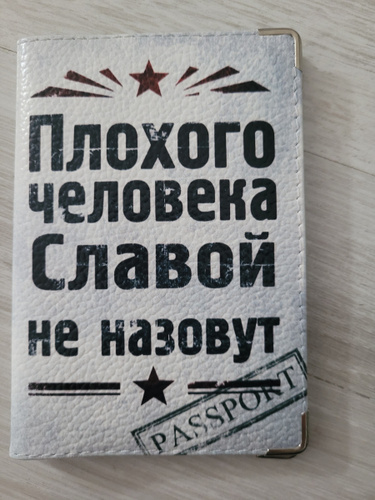 Плохого
человека
Славой
не назовут
PASSPORT